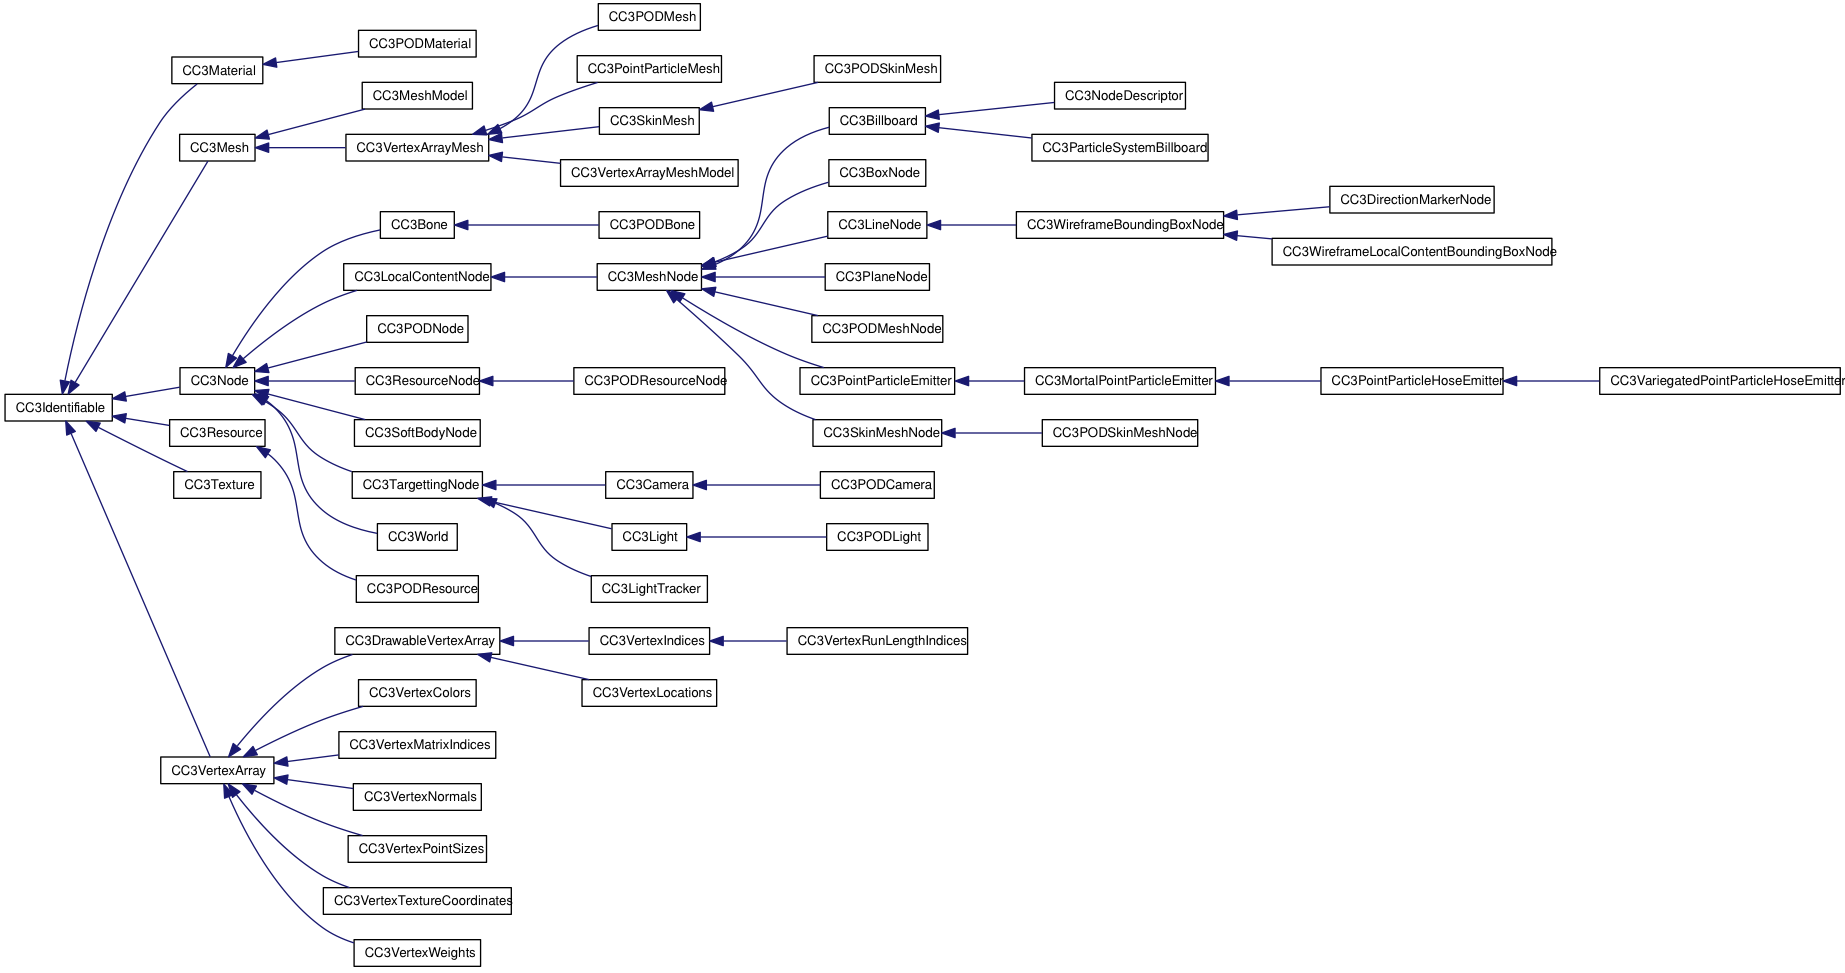 CC3PODMesh
CC3PODMaterial
CC3Material
CC3PointParticleMesh
CC3PODSkinMesh
CC3MeshModel
CC3NodeDescriptor
CC3SkinMesh
CC3Billboard
CC3Mesh
CC3VertexArrayMesh
CC3ParticleSystemBillboard
CC3VertexArrayMeshModel
CC3BoxNode
CC3DirectionMarkerNode
CC3Bone
CC3PODBone
CC3LineNode
CC3WireframeBoundingBoxNode
CC3WireframeLocalContentBoundingBoxNode
CC3LocalContentNode
CC3MeshNode
CC3PlaneNode
CC3PODNode
CC3PODMeshNode
CC3Node
CC3ResourceNode
CC3PODResourceNode
CC3PointParticleEmitter
CC3MortalPointParticleEmitter
CC3PointParticleHoseEmitter
CC3VariegatedPointParticleHoseEmitter
CC3Identifiable
CC3Resource
CC3SoftBodyNode
CC3SkinMeshNode
CC3PODSkinMeshNode
CC3Texture
CC3TargettingNode
CC3Camera
CC3PODCamera
CC3World
CC3Light
CC3PODLight
CC3PODResource
CC3LightTracker
CC3DrawableVertexArray
CC3VertexIndices
CC3VertexRunLengthIndices
CC3VertexColors
CC3VertexLocations
CC3VertexMatrixIndices
CC3VertexArray
CC3VertexNormals
CC3VertexPointSizes
CC3VertexTextureCoordinates
CC3VertexWeights